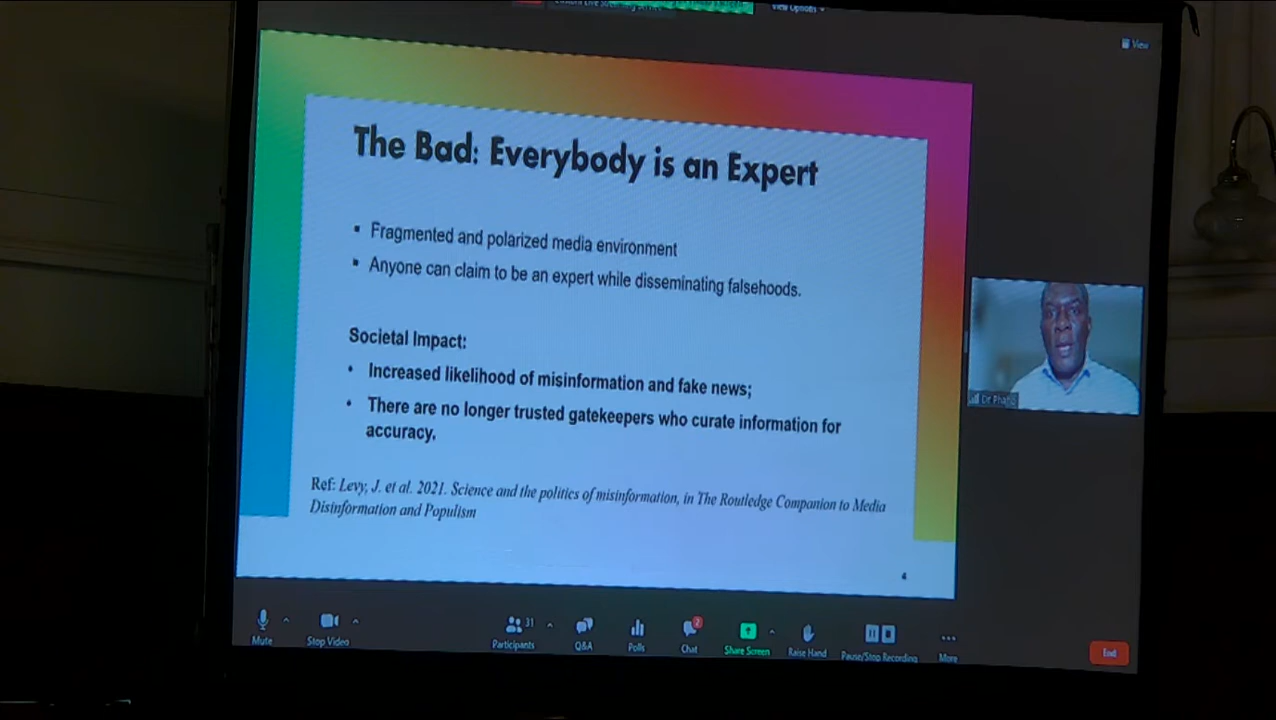 View Options
View
The Bad: Everybody is an Expert
▪ Fragmented and polarized media environment
▪ Anyone can claim to be an expert while disseminating falsehoods.
Societal Impact:
• Increased likelihood of misinformation and fake news;
• There are no longer trusted gatekeepers who curate information for
accuracy.
Ref: Levy, J. et al. 2021. Science and the politics of misinformation, in The Routledge Companion to Media
Disinformation and Populism
4
Dr
31
2
Mute
Stop Video
Participants
Q&A
Polls
Chat
Share Screen
Raise Hand
Pause/Stop Recording
More
End